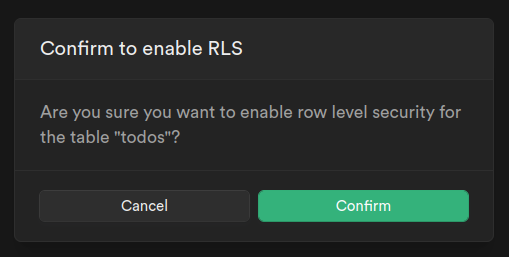 Confirm to enable RLS
Are you sure you want to enable row level security for
the table "todos"?
Cancel
Confirm